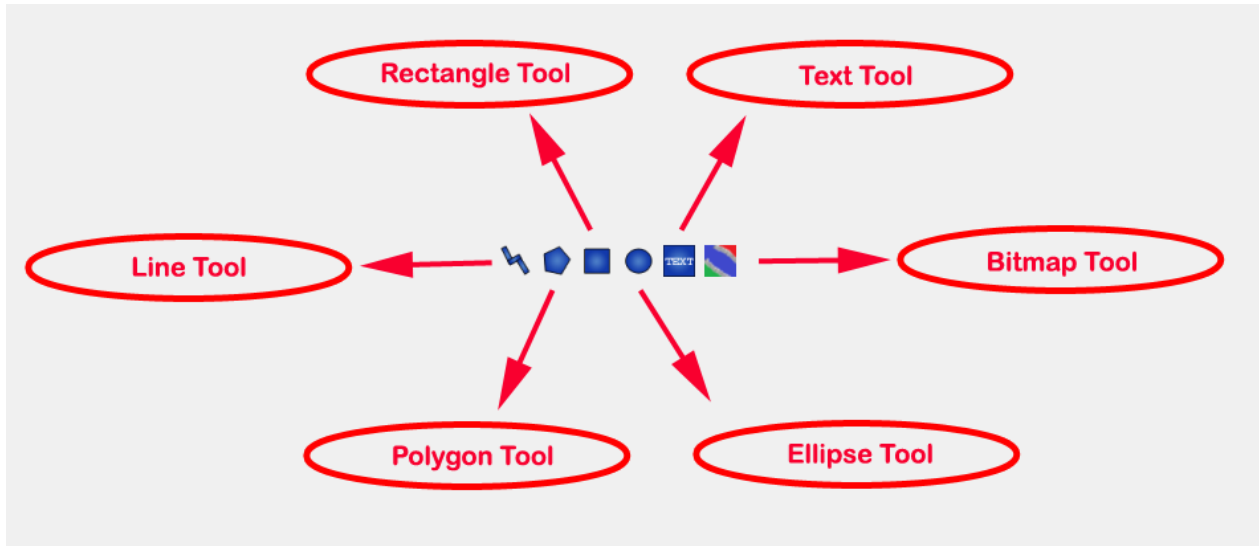 Rectangle Tool
Text Tool
Line Tool
TEXT
Bitmap Tool
Polygon Tool
Ellipse Tool